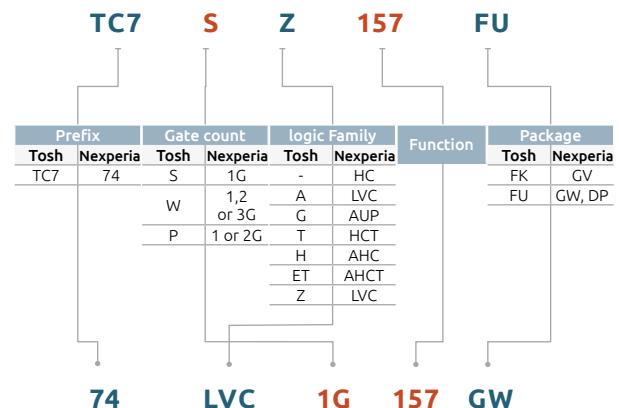 TC7 S Z 157 FU
Prefix Gate count logic Family Function Package
Tosh Nexperia Tosh Nexperia Tosh Nexperia Tosh Nexperia
TC7 74 S 1G - HC FK GV
W 1,2 or 3G A LVC FU GW, DP
G AUP
P 1 or 2G T HCT
H AHC
ET AHCT
Z LVC
74 LVC 1G 157 GW